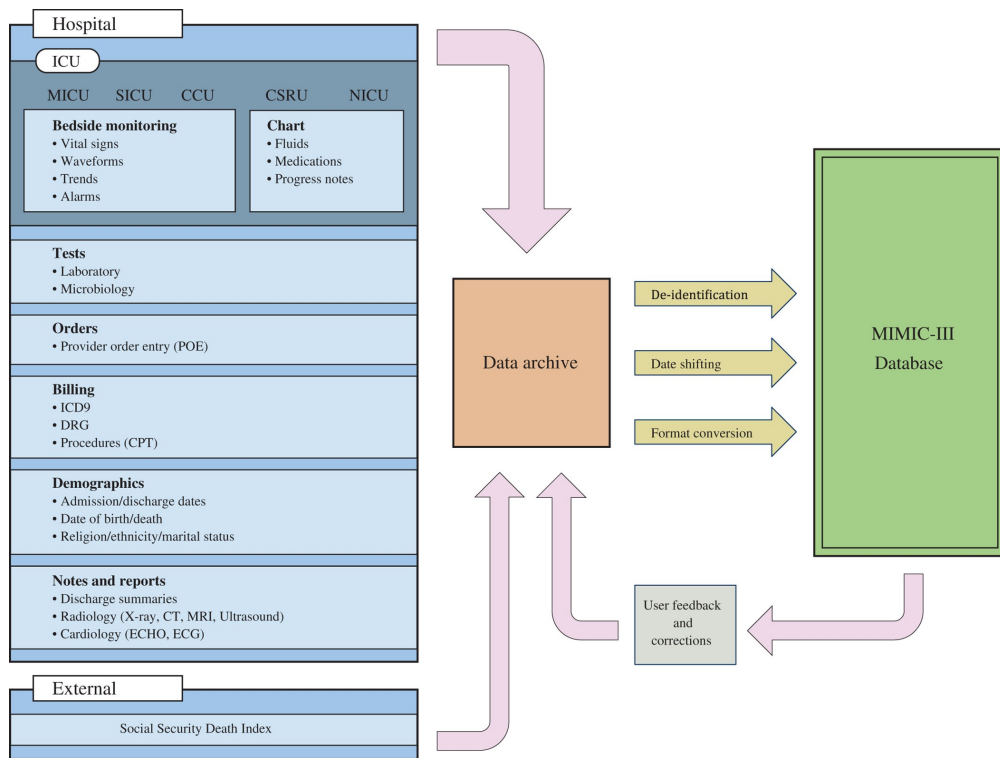 Hospital
ICU
MICU SICU CCU CSRU NICU
Bedside monitoring
• Vital signs
• Waveforms
• Trends
• Alarms
Chart
• Fluids
• Medications
• Progress notes
Tests
• Laboratory
• Microbiology
Orders
• Provider order entry (POE)
Billing
• ICD9
• DRG
• Procedures (CPT)
Demographics
• Admission/discharge dates
• Date of birth/death
• Religion/ethnicity/marital status
Notes and reports
• Discharge summaries
• Radiology (X-ray, CT, MRI, Ultrasound)
• Cardiology (ECHO, ECG)
External
Social Security Death Index
Data archive
De-identification
Date shifting
Format conversion
MIMIC-III
Database
User feedback
and
corrections